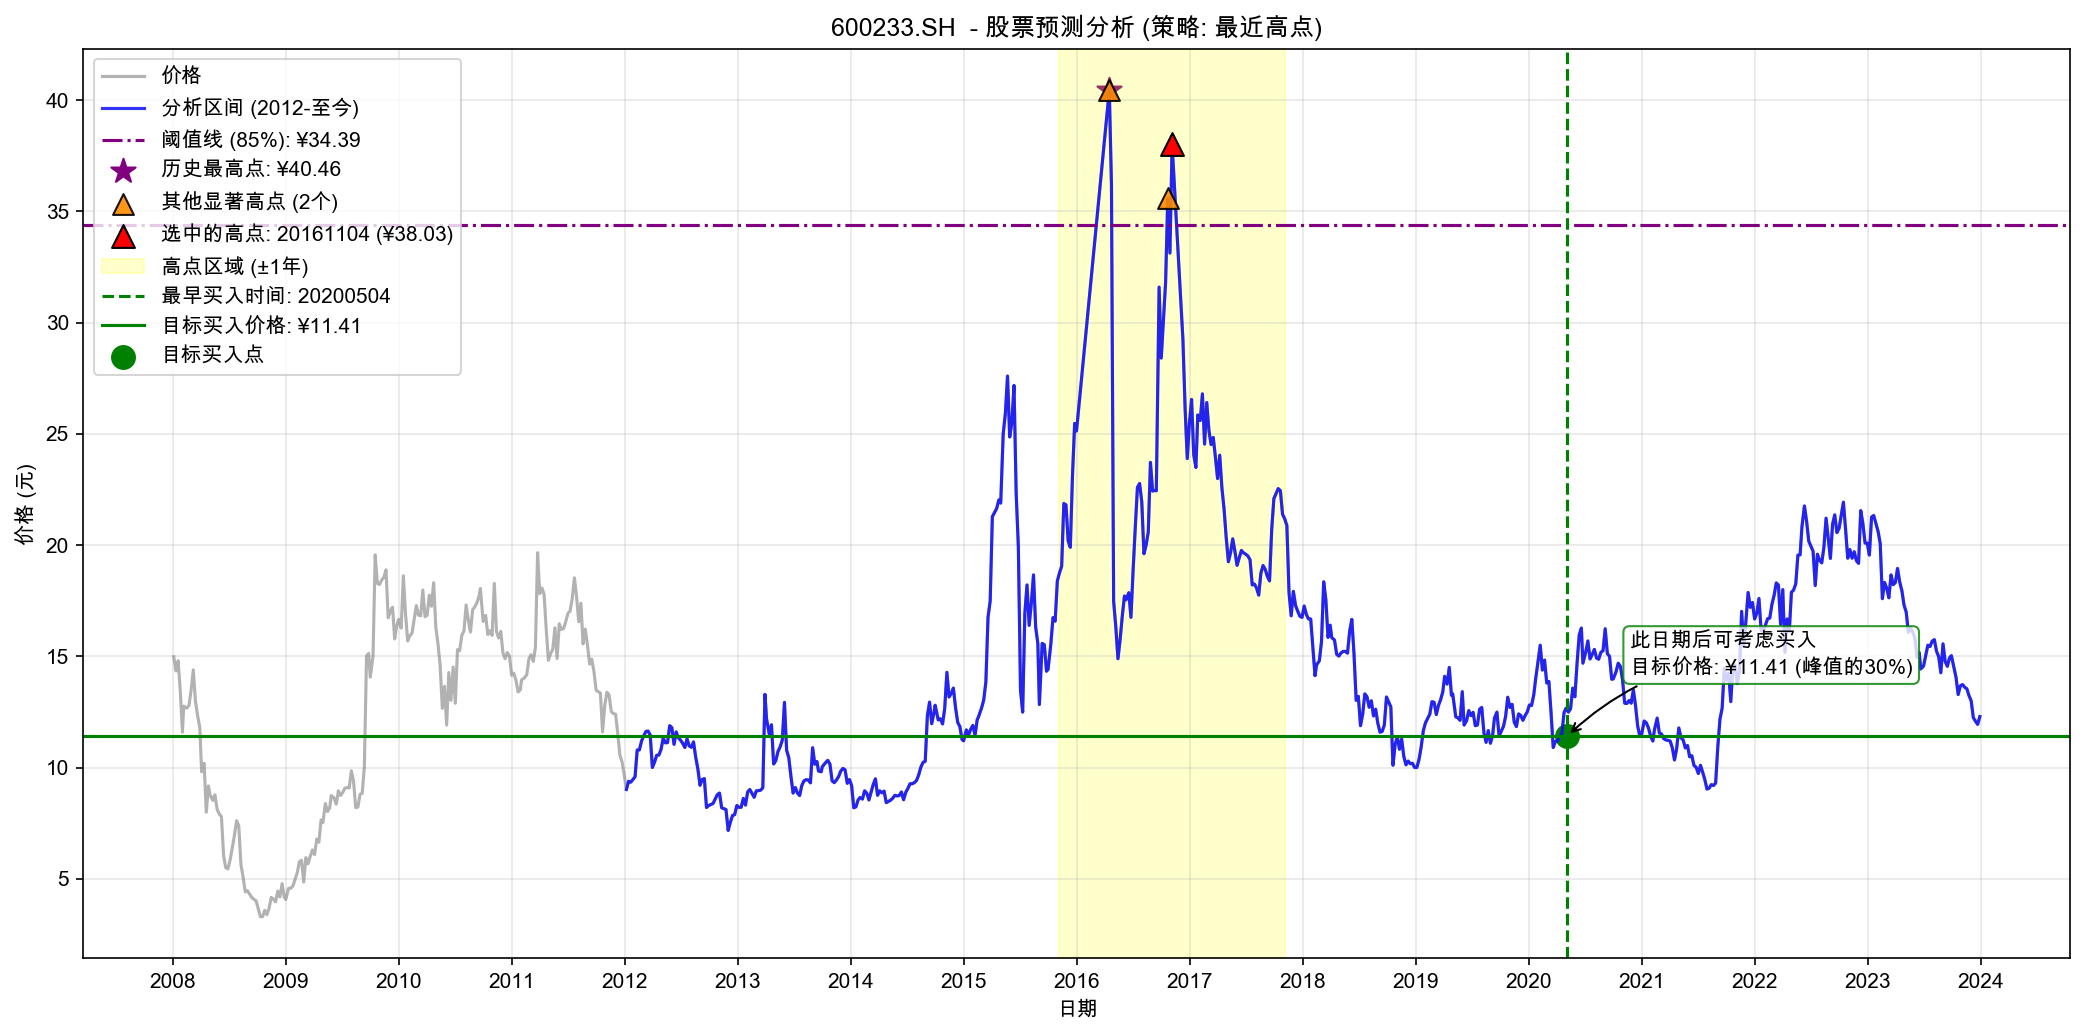 600233.SH  - 股票预测分析 (策略: 最近高点)
价格
分析区间 (2012-至今)
阈值线 (85%): ¥34.39
历史最高点: ¥40.46
其他显著高点 (2个)
选中的高点: 20161104 (¥38.03)
高点区域 (±1年)
最早买入时间: 20200504
目标买入价格: ¥11.41
目标买入点
价格 (元)
40
35
30
25
20
15
10
5
此日期后可考虑买入
目标价格: ¥11.41 (峰值的30%)
2008 2009 2010 2011 2012 2013 2014 2015 2016 2017 2018 2019 2020 2021 2022 2023 2024
日期